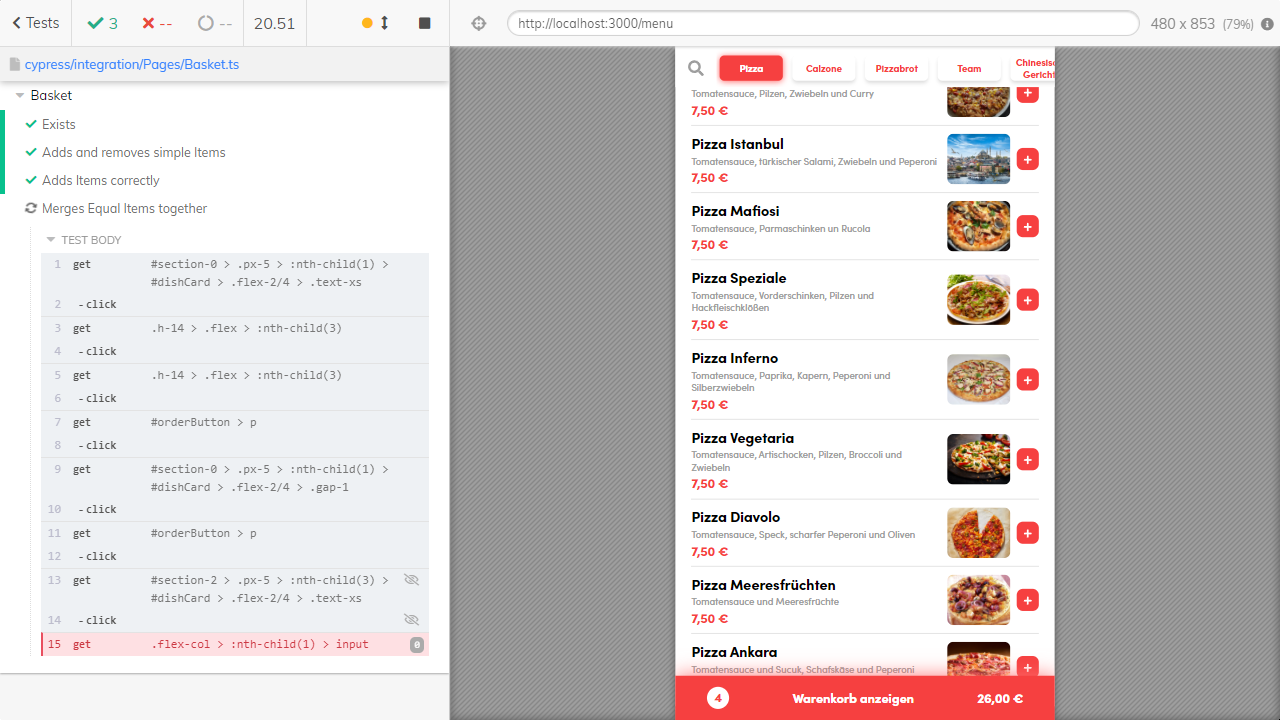 Tests
3
--
--
20.51
http://localhost:3000/menu
480 x 853 (79%)
cypress/integration/Pages/Basket.ts
Basket
Exists
Adds and removes simple Items
Adds Items correctly
Merges Equal Items together
TEST BODY
1 get #section-0 > .px-5 > :nth-child(1) >
#dishCard > .flex-2/4 > .text-xs
2 -click
3 get .h-14 > .flex > :nth-child(3)
4 -click
5 get .h-14 > .flex > :nth-child(3)
6 -click
7 get #orderButton > p
8 -click
9 get #section-0 > .px-5 > :nth-child(1) >
#dishCard > .flex-2/4 > .gap-1
10 -click
11 get #orderButton > p
12 -click
13 get #section-2 > .px-5 > :nth-child(3) >
#dishCard > .flex-2/4 > .text-xs
14 -click
15 get .flex-col > :nth-child(1) > input 0
Pizza
Calzone
Pizzabrot
Team
Chinesisc
Gericht
Tomatensauce, Pilzen, Zwiebeln und Curry
7,50 €
+
Pizza Istanbul
Tomatensauce, türkischer Salami, Zwiebeln und Peperoni
7,50 €
+
Pizza Mafiosi
Tomatensauce, Parmaschinken un Rucola
7,50 €
+
Pizza Speziale
Tomatensauce, Vorderschinken, Pilzen und
Hackfleischklößen
7,50 €
+
Pizza Inferno
Tomatensauce, Paprika, Kapern, Peperoni und
Silberzwiebeln
7,50 €
+
Pizza Vegetaria
Tomatensauce, Artischocken, Pilzen, Broccoli und
Zwiebeln
7,50 €
+
Pizza Diavolo
Tomatensauce, Speck, scharfer Peperoni und Oliven
7,50 €
+
Pizza Meeresfrüchten
Tomatensauce und Meeresfrüchte
7,50 €
+
Pizza Ankara
Tomatensauce und Sucuk, Schafskäse und Peperoni
+
4 Warenkorb anzeigen 26,00 €